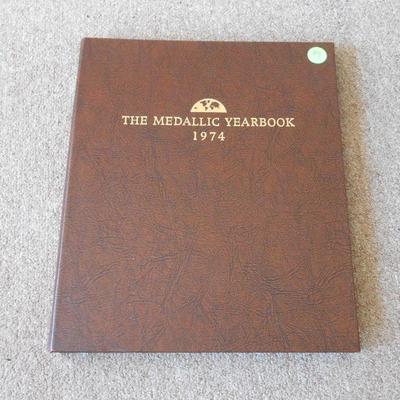 THE MEDALLIC YEARBOOK
1974